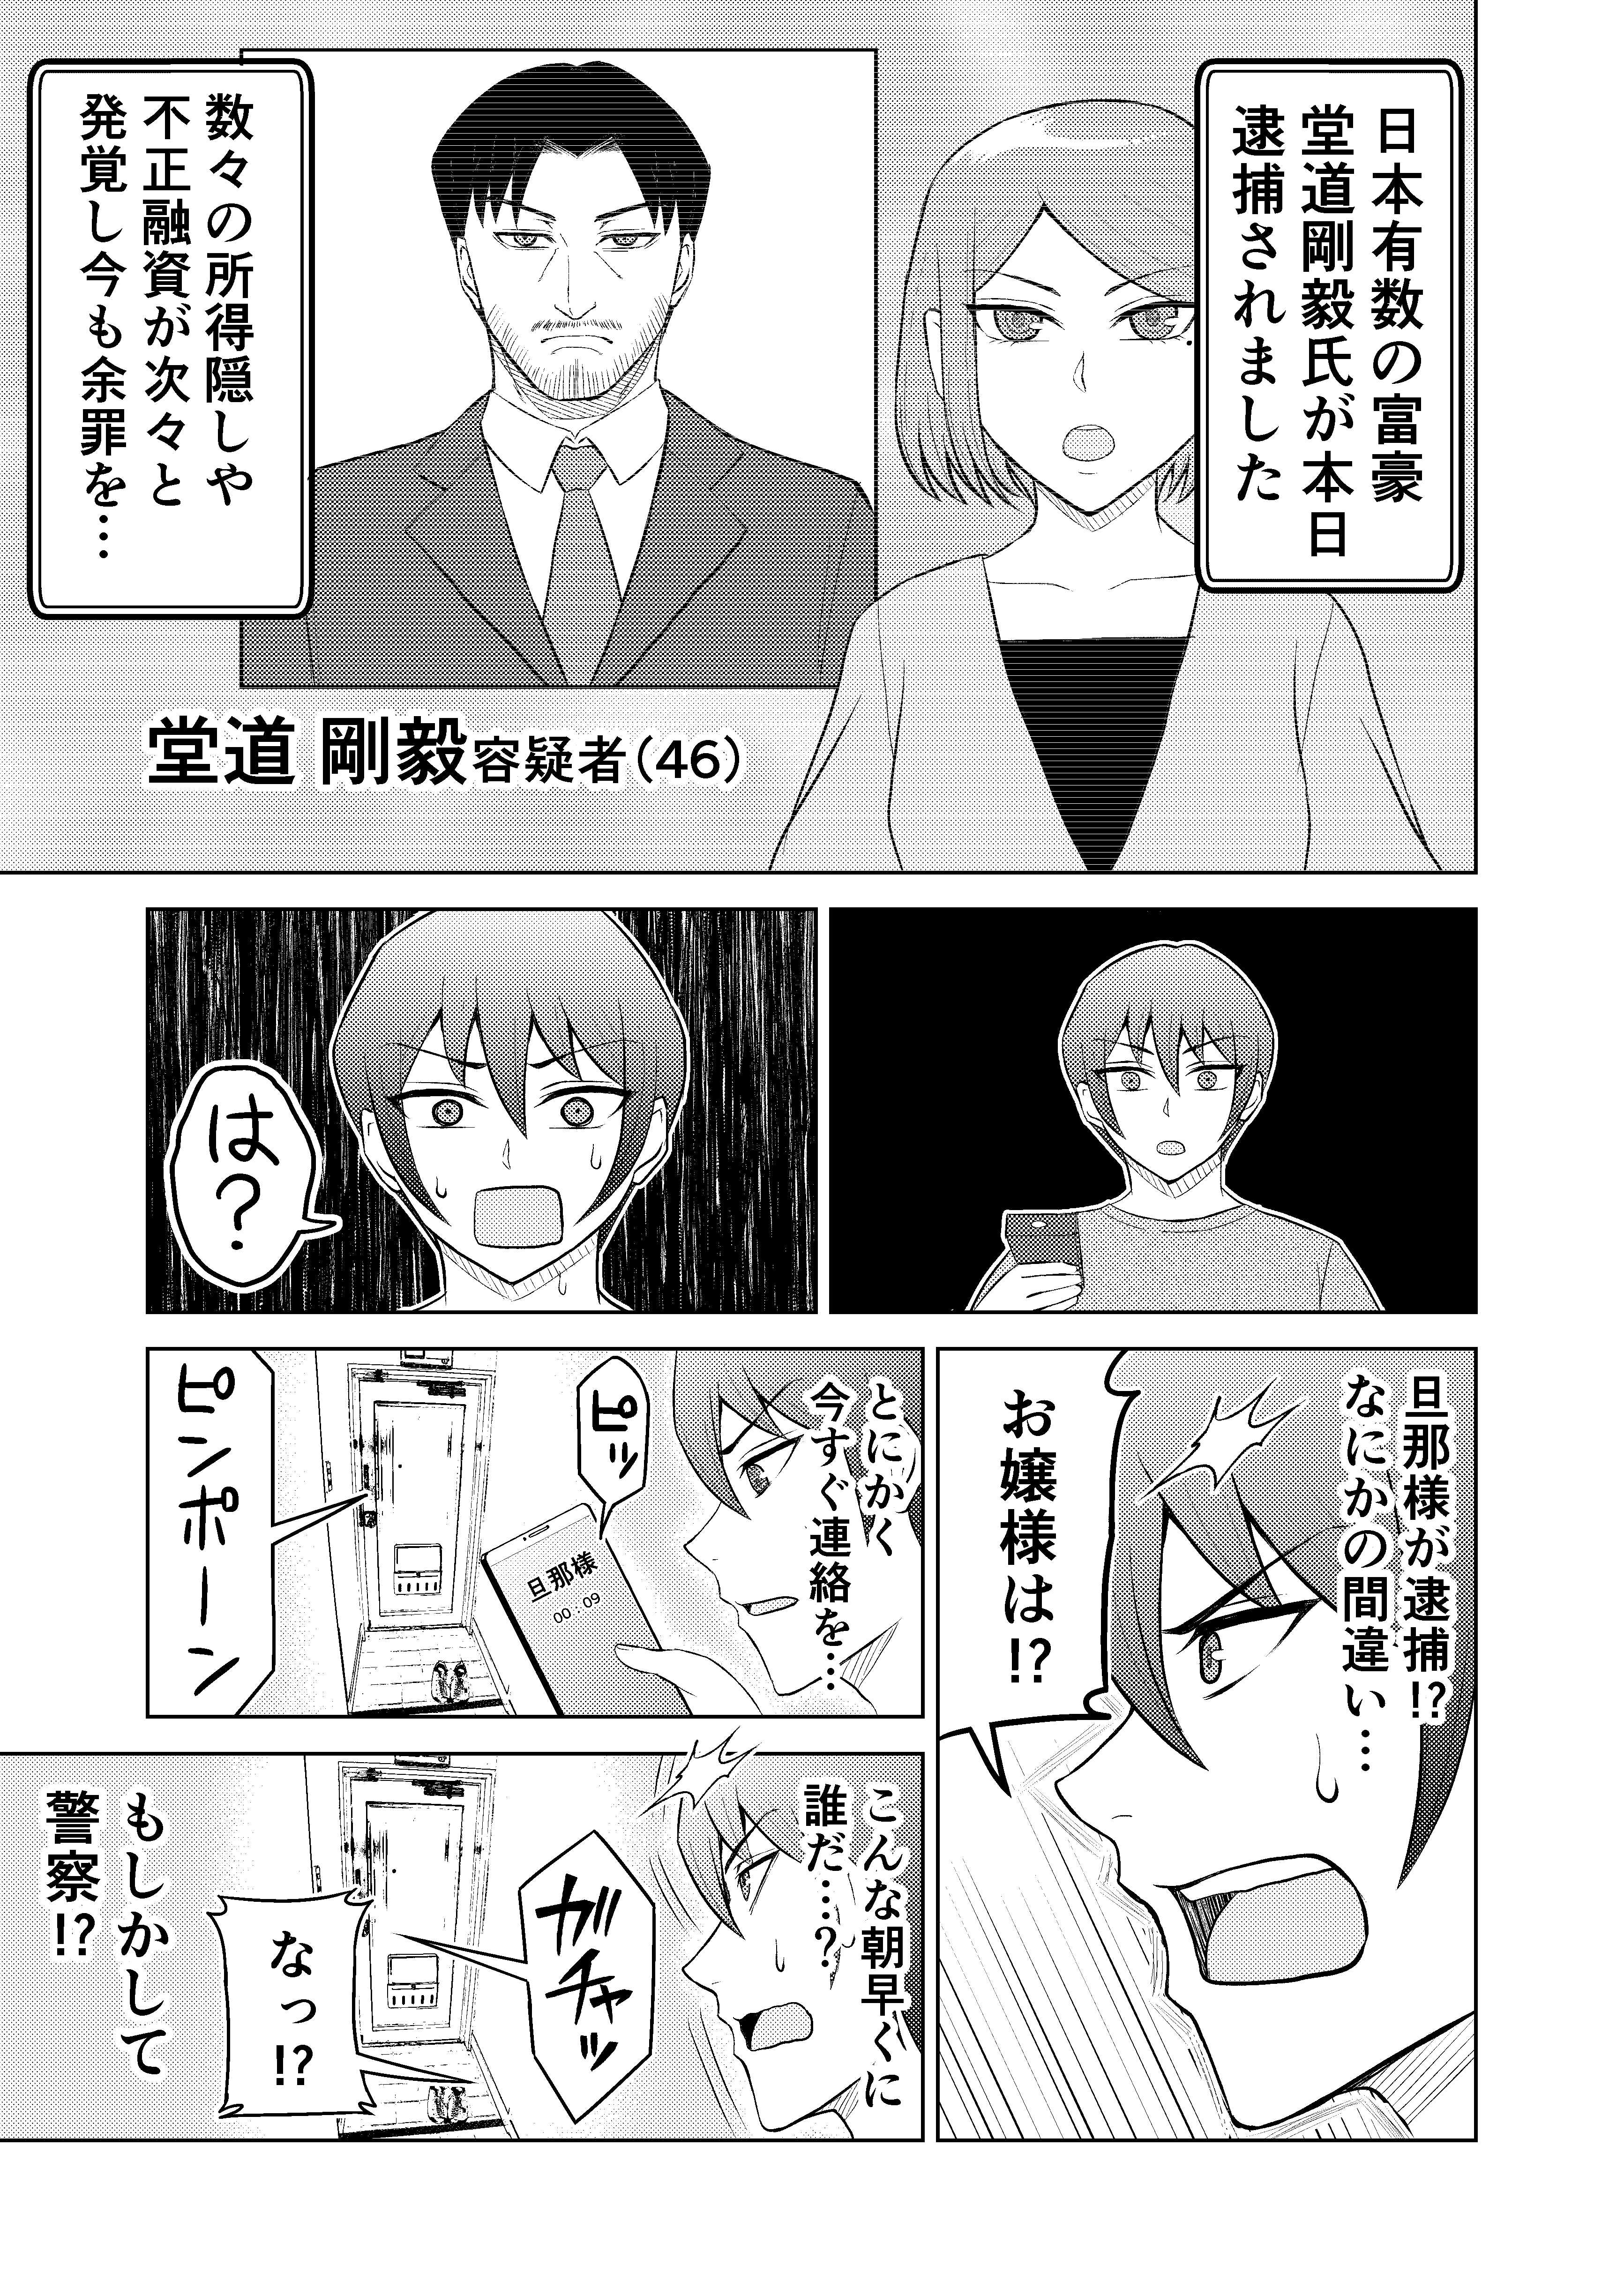 日本有数の富豪
堂道剛毅氏が本日
逮捕されました
数々の所得隠しや
不正融資が次々と
発覚し今も余罪を…
堂道 剛毅容疑者(46)
は?
旦那様が逮捕!?
なにかの間違い…
お嬢様は!?
とにかく
今すぐ連絡を…
ピッ
旦那様
00:09
ピンポーン
こんな朝早くに
誰だ…?
ガチャッ
なっ!?
もしかして
警察!?